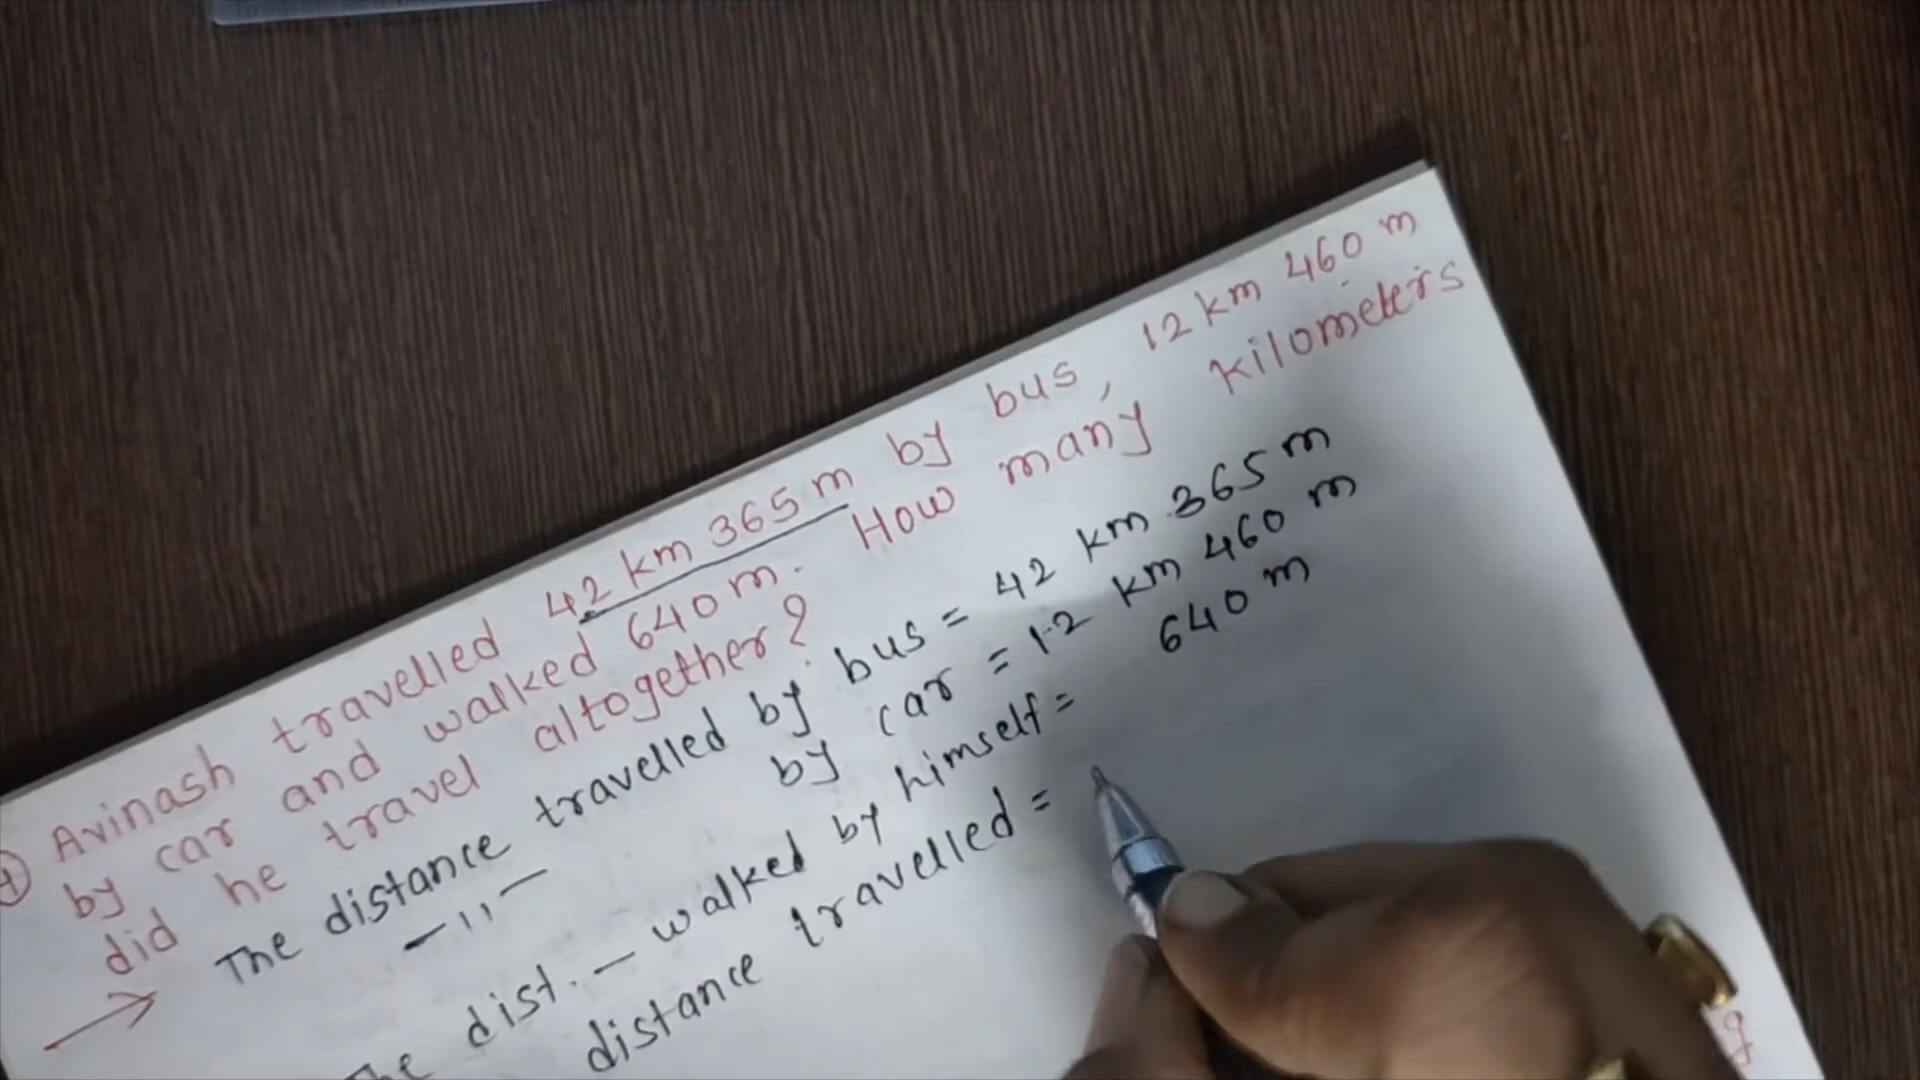 Avinash travelled 42 km 365 m by bus, 12 km 460 m
by car and walked 640 m. How many kilometers
did he travel altogether?
The distance travelled by bus = 42 km 365 m
—"— by car = 12 km 460 m
dist. — walked by himself = 640 m
distance travelled =